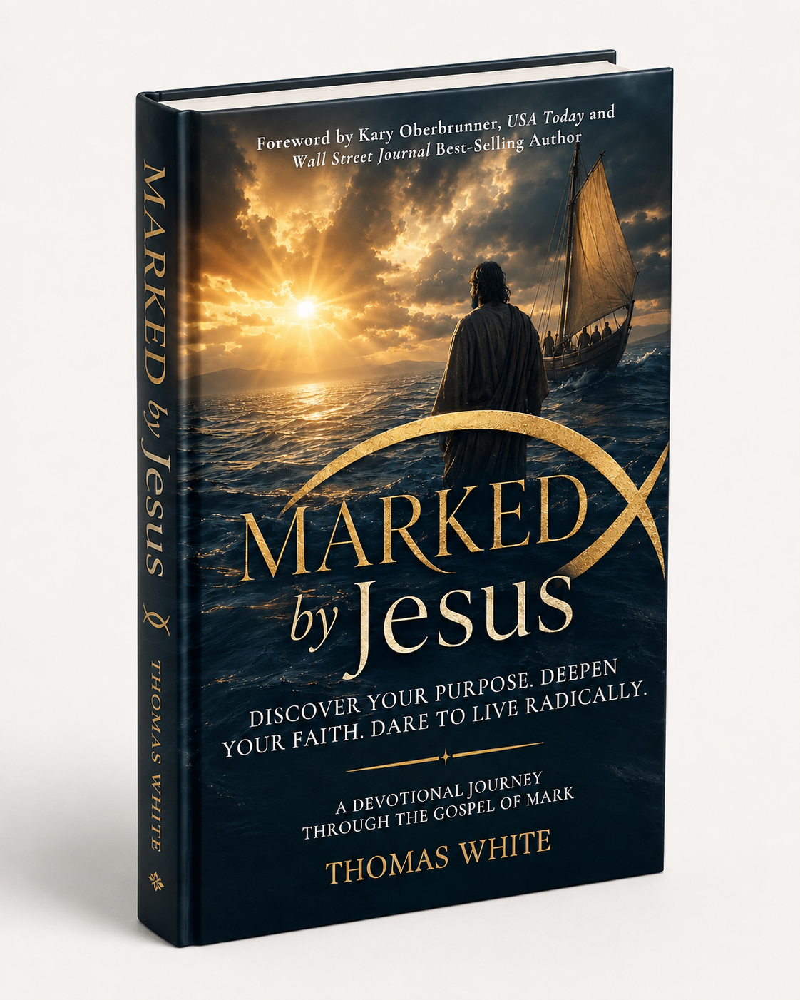 Foreword by Kary Oberbrunner, USA Today and
Wall Street Journal Best-Selling Author
MARKED
by Jesus
DISCOVER YOUR PURPOSE. DEEPEN
YOUR FAITH. DARE TO LIVE RADICALLY.
A DEVOTIONAL JOURNEY
THROUGH THE GOSPEL OF MARK
THOMAS WHITE
MARKED by Jesus THOMAS WHITE